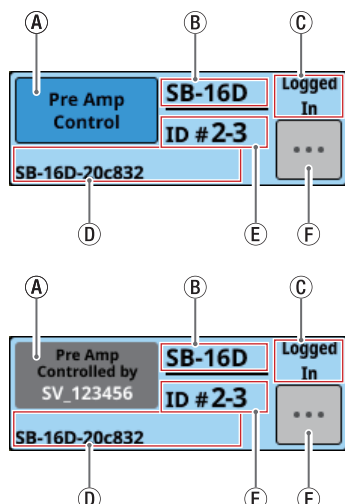 A
B
C
Pre Amp
Control
SB-16D
Logged
In
ID # 2-3
...
SB-16D-20c832
D
E
F
A
B
C
Pre Amp
Controlled by
SV_123456
SB-16D
Logged
In
ID # 2-3
...
SB-16D-20c832
D
E
F